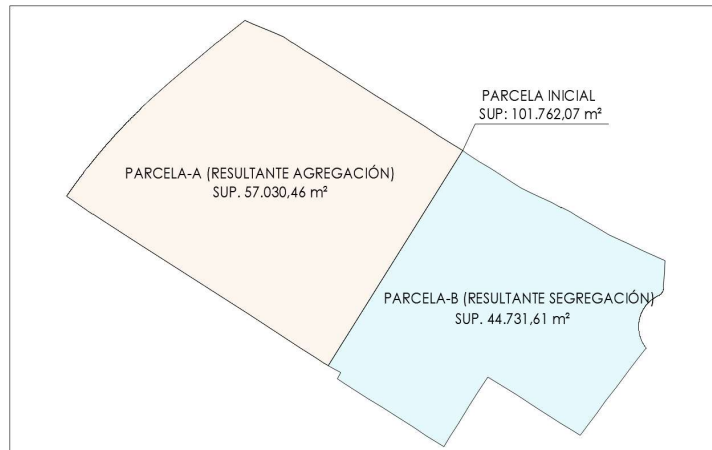 PARCELA INICIAL
SUP: 101.762,07 m²
PARCELA-A (RESULTANTE AGREGACIÓN)
SUP. 57.030,46 m²
PARCELA-B (RESULTANTE SEGREGACIÓN)
SUP. 44.731,61 m²